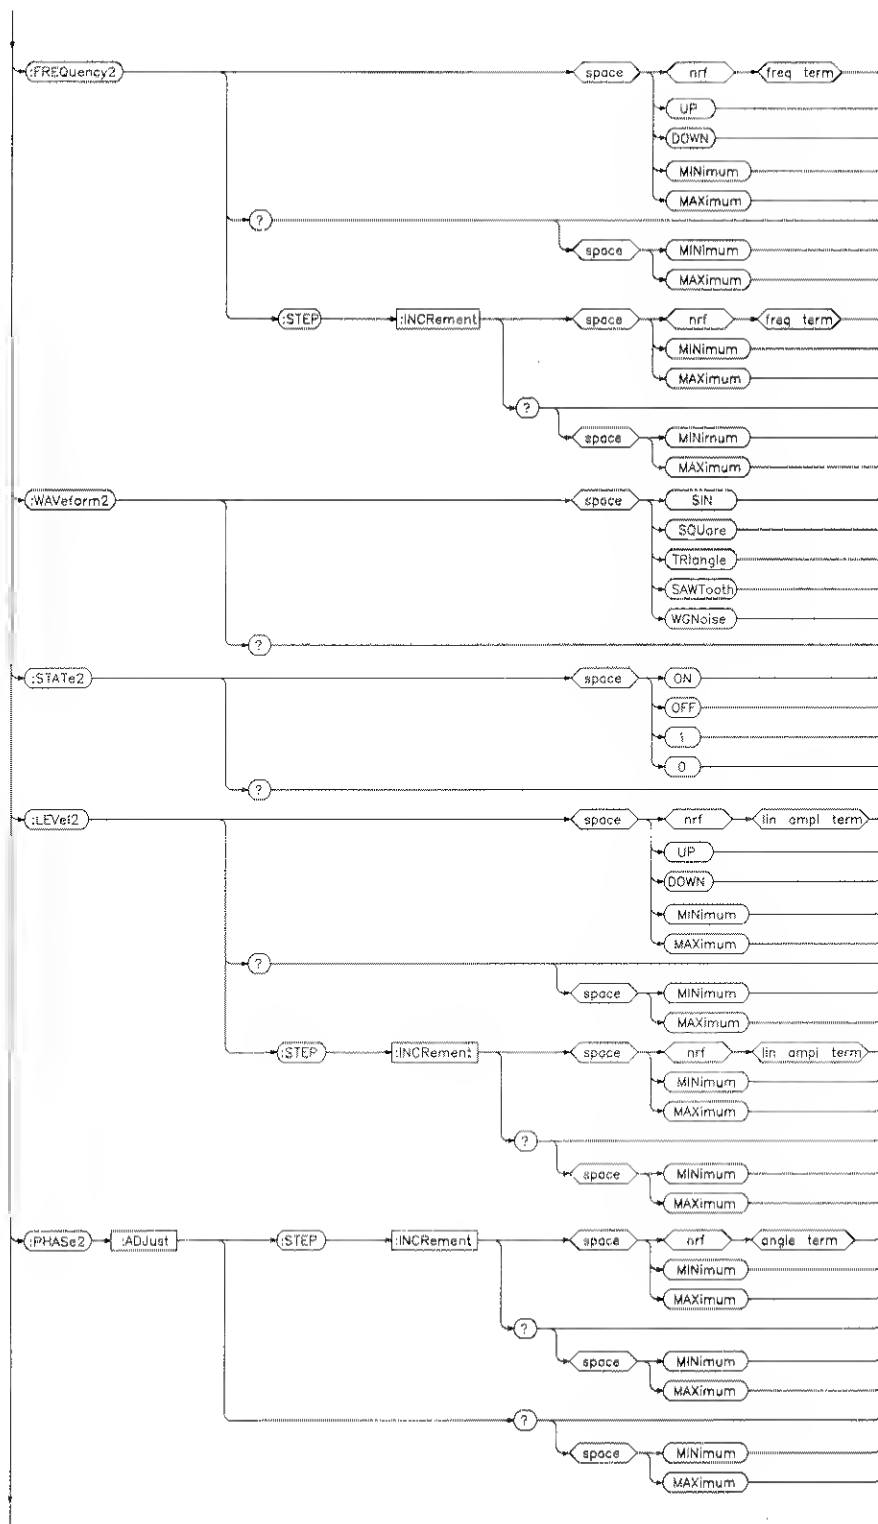 :FREQuency2 space nrf freq term
UP
DOWN
MINimum
MAXimum
?
space MINimum
MAXimum
:STEP :INCRement space nrf freq term
MINimum
MAXimum
?
space MINimum
MAXimum
:WAVeform2 space SIN
SQUare
TRIangle
SAWTooth
WGNoise
?
:STATe2 space ON
OFF
1
0
?
:LEVel2 space nrf lin ampl term
UP
DOWN
MINimum
MAXimum
?
space MINimum
MAXimum
:STEP :INCRement space nrf lin ampl term
MINimum
MAXimum
?
space MINimum
MAXimum
:PHASe2 :ADJust :STEP :INCRement space nrf angle term
MINimum
MAXimum
?
space MINimum
MAXimum
?
space MINimum
MAXimum